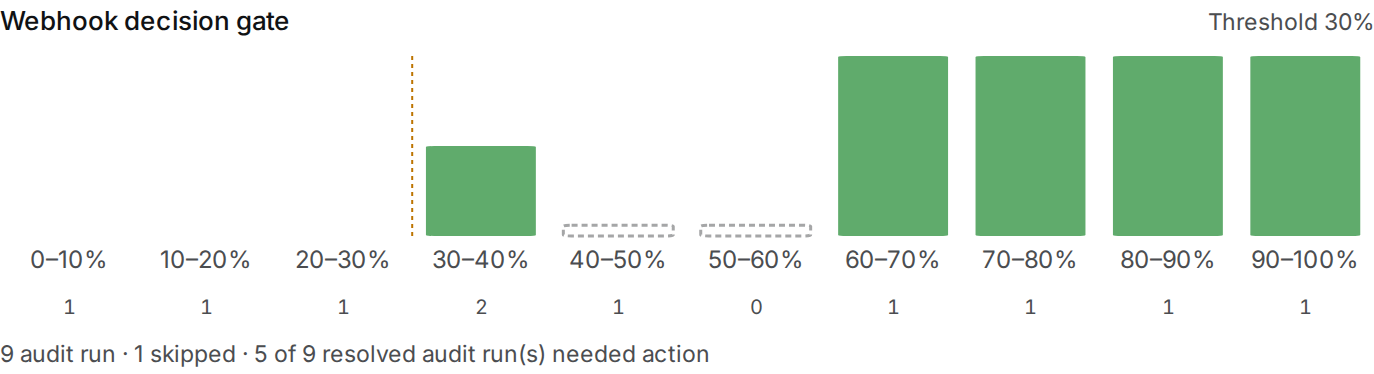 Webhook decision gate Threshold 30%
0–10% 10–20% 20–30% 30–40% 40–50% 50–60% 60–70% 70–80% 80–90% 90–100%
1 1 1 2 1 0 1 1 1 1
9 audit run · 1 skipped · 5 of 9 resolved audit run(s) needed action